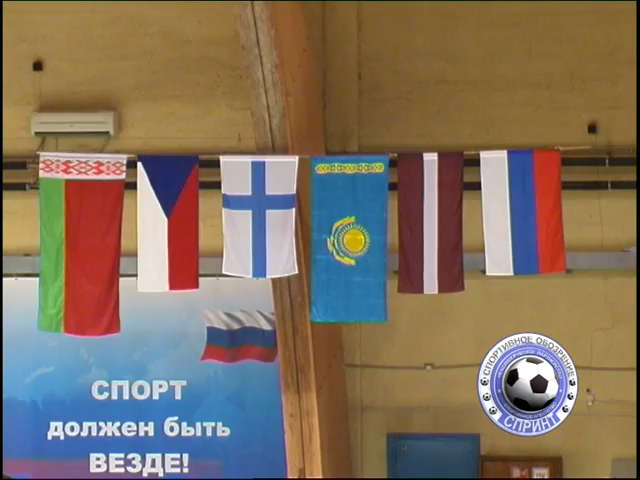 СПОРТ
должен быть
ВЕЗДЕ!
СПОРТИВНОЕ ОБОЗРЕНИЕ
СПРИНТ